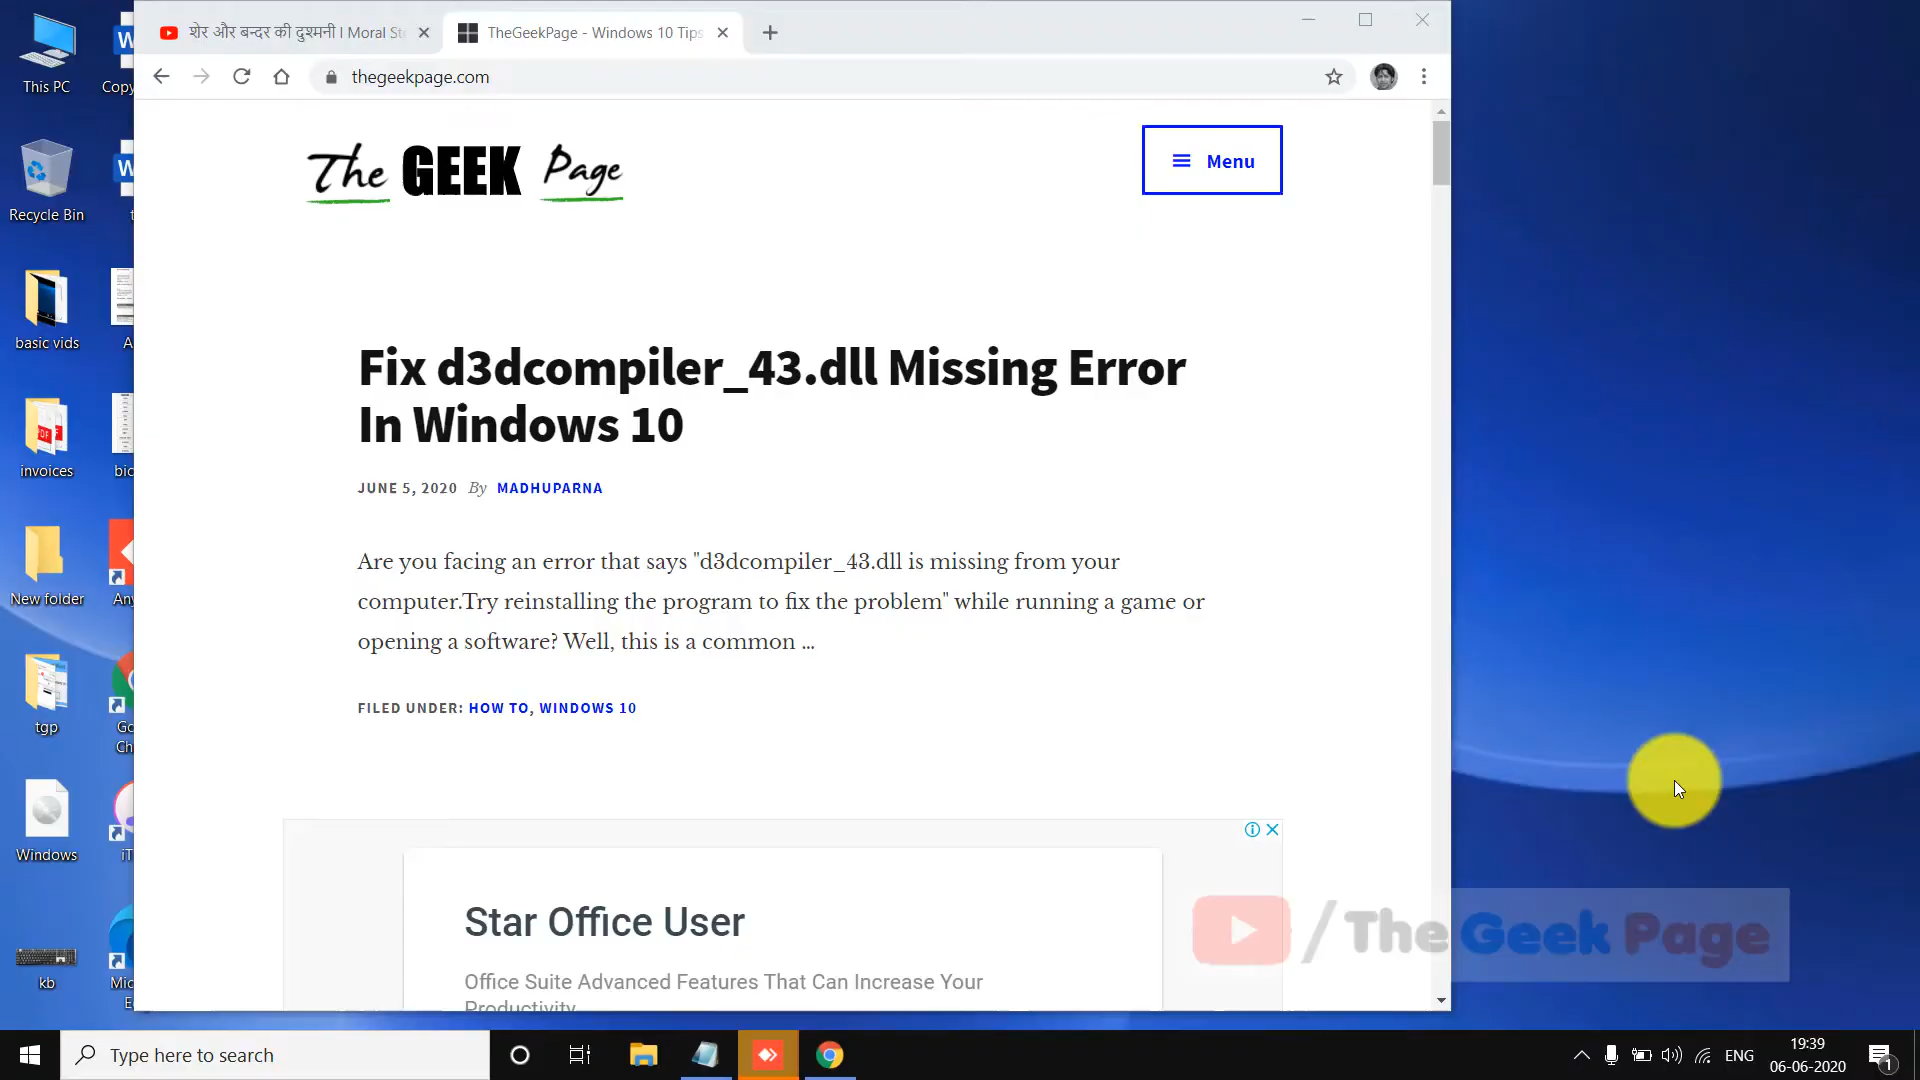 शेर और बन्दर की दुश्मनी I Moral St
TheGeekPage - Windows 10 Tips
thegeekpage.com
This PC
Copy
Recycle Bin
basic vids
invoices
New folder
tgp
Windows
kb
The GEEK Page
Menu
Fix d3dcompiler_43.dll Missing Error
In Windows 10
JUNE 5, 2020 By MADHUPARNA
Are you facing an error that says "d3dcompiler_43.dll is missing from your
computer.Try reinstalling the program to fix the problem" while running a game or
opening a software? Well, this is a common ...
FILED UNDER: HOW TO, WINDOWS 10
Star Office User
Office Suite Advanced Features That Can Increase Your
Productivity
/The Geek Page
Type here to search
ENG
19:39
06-06-2020
1